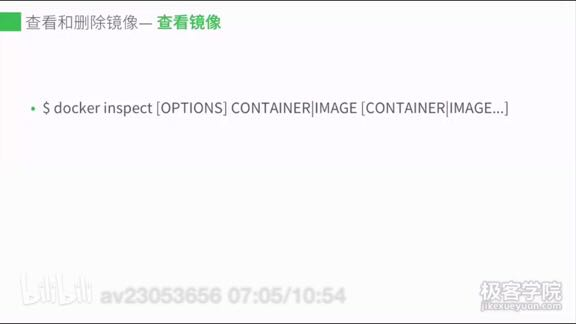 查看和删除镜像— 查看镜像
• $ docker inspect [OPTIONS] CONTAINER|IMAGE [CONTAINER|IMAGE...]
bilibili av23053656 07:05/10:54
极客学院
jikexueyuan.com